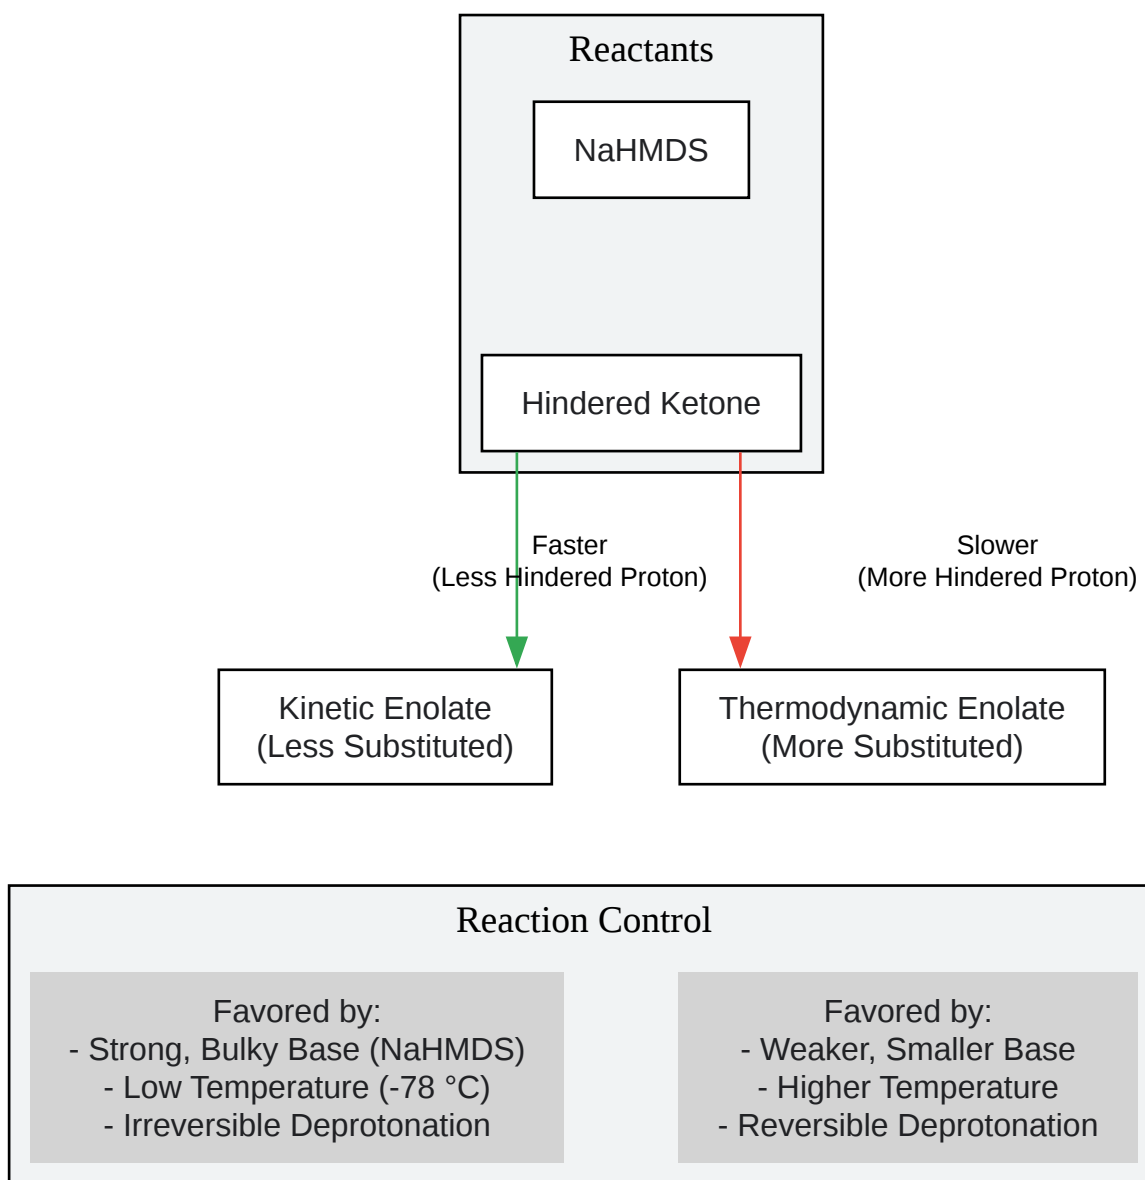 Reactants
NaHMDS
Hindered Ketone
Faster
(Less Hindered Proton)
Slower
(More Hindered Proton)
Kinetic Enolate
(Less Substituted)
Thermodynamic Enolate
(More Substituted)
Reaction Control
Favored by:
- Strong, Bulky Base (NaHMDS)
- Low Temperature (-78 °C)
- Irreversible Deprotonation
Favored by:
- Weaker, Smaller Base
- Higher Temperature
- Reversible Deprotonation